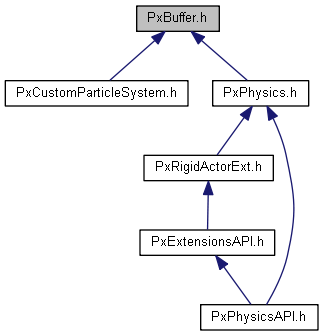 PxBuffer.h
PxCustomParticleSystem.h
PxPhysics.h
PxRigidActorExt.h
PxExtensionsAPI.h
PxPhysicsAPI.h